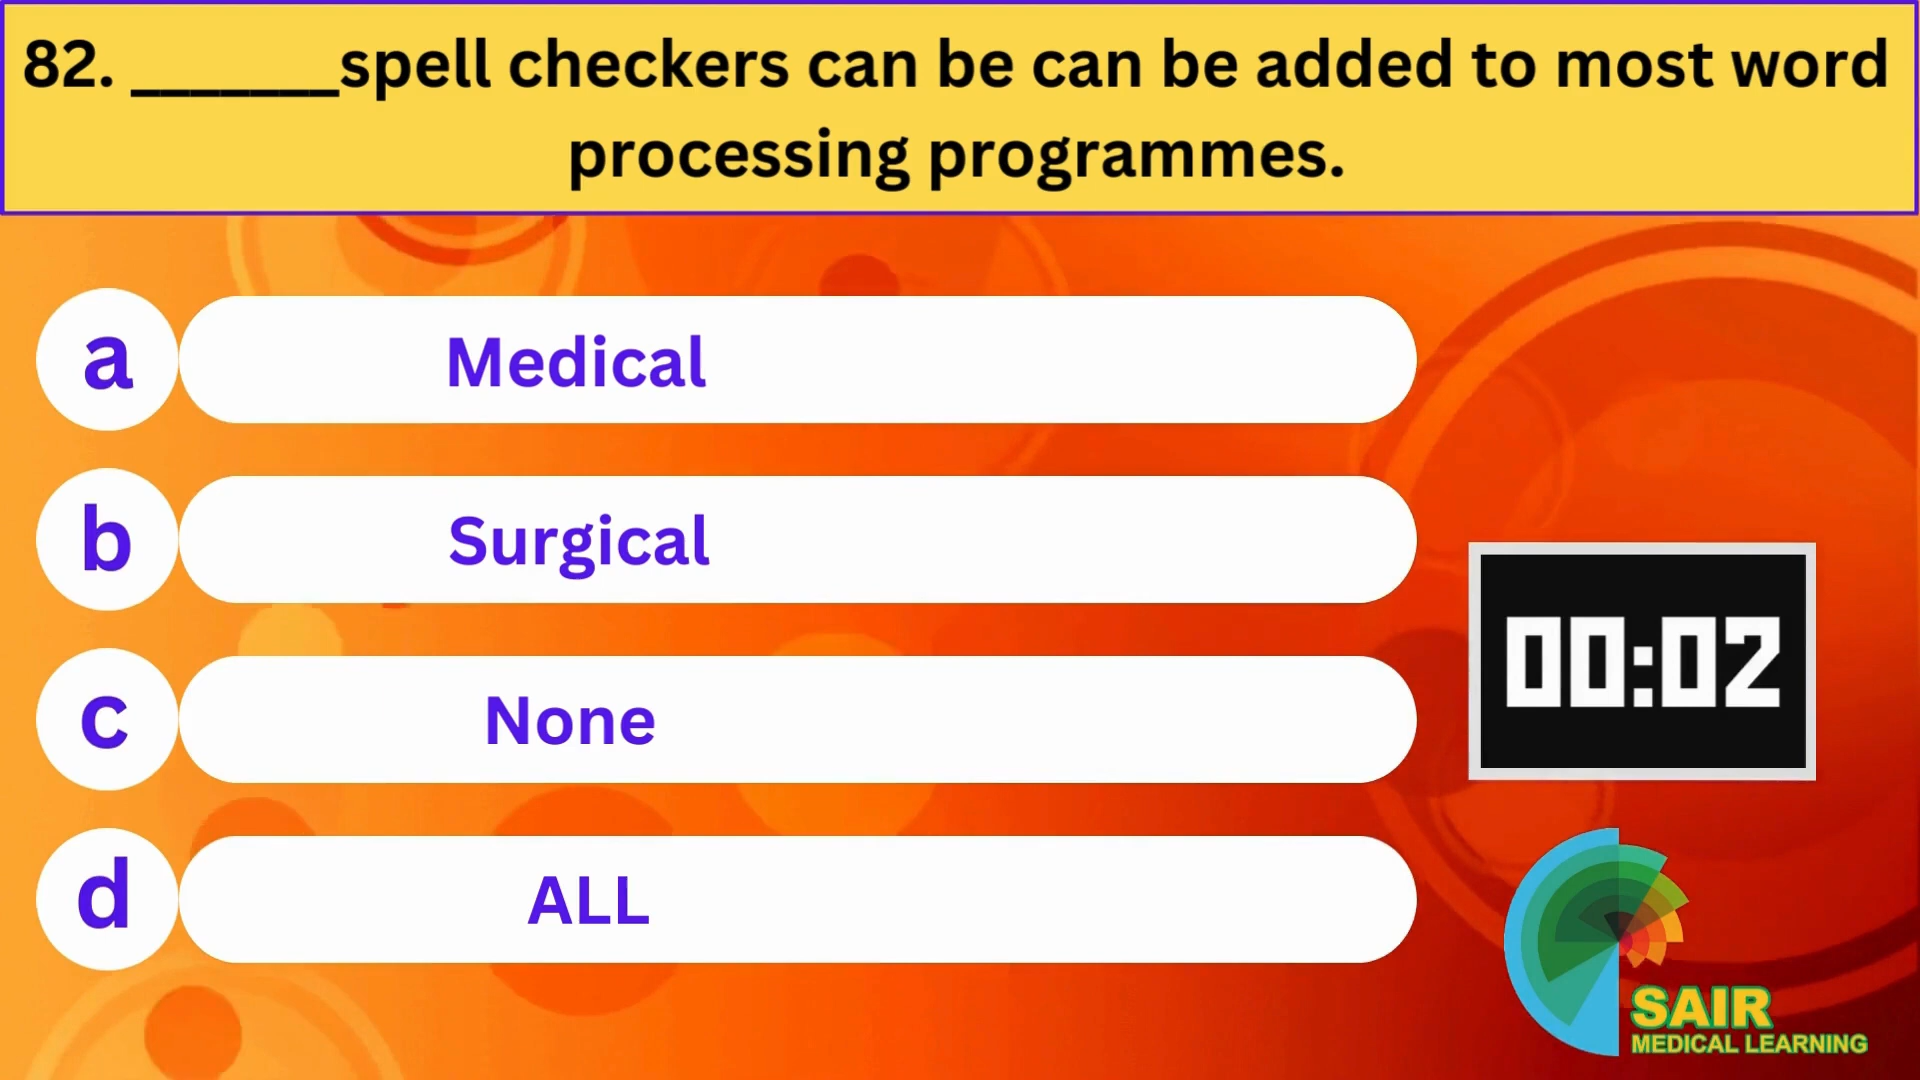 82. _______spell checkers can be can be added to most word
processing programmes.
a Medical
b Surgical
c None
d ALL
00:02
SAIR
MEDICAL LEARNING